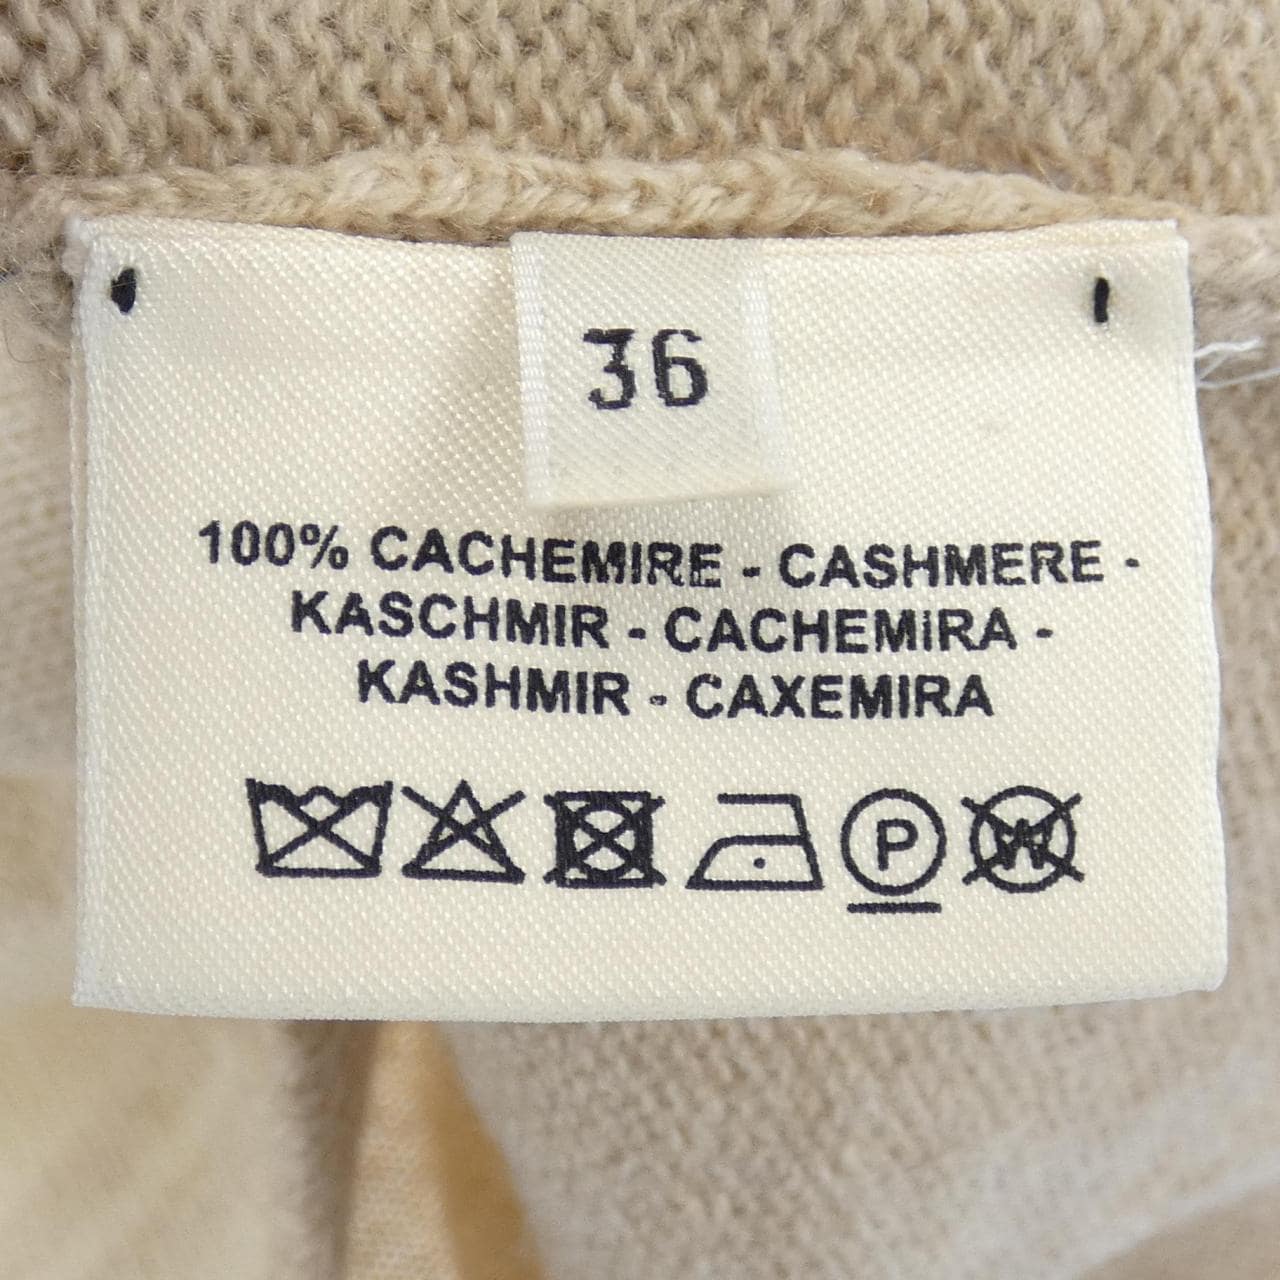 36
100% CACHEMIRE - CASHMERE -
KASCHMIR - CACHEMIRA -
KASHMIR - CAXEMIRA
P W